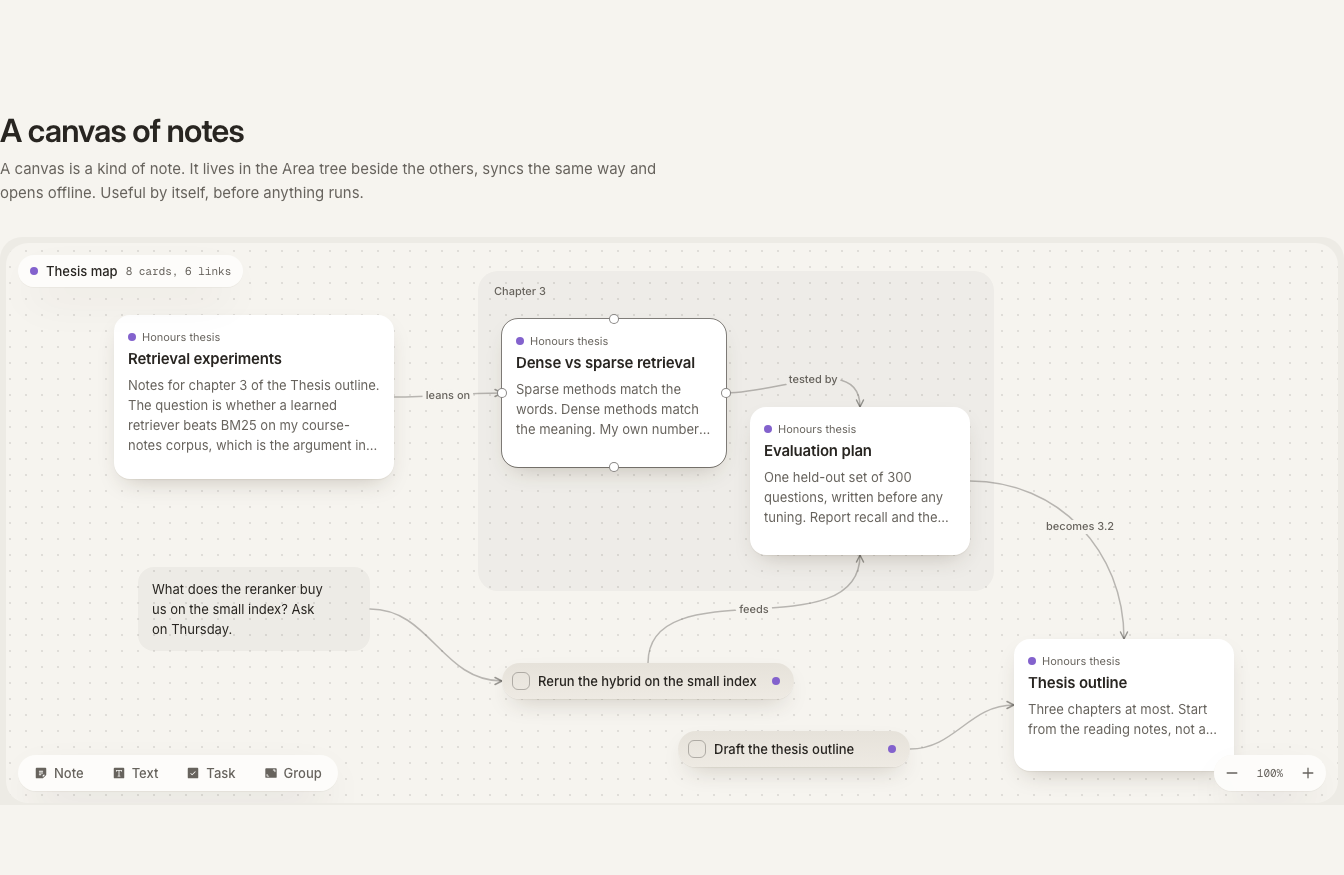 A canvas of notes
A canvas is a kind of note. It lives in the Area tree beside the others, syncs the same way and
opens offline. Useful by itself, before anything runs.
Thesis map 8 cards, 6 links
Chapter 3
Honours thesis
Retrieval experiments
Notes for chapter 3 of the Thesis outline.
The question is whether a learned
retriever beats BM25 on my course-
notes corpus, which is the argument in...
leans on
Honours thesis
Dense vs sparse retrieval
Sparse methods match the
words. Dense methods match
the meaning. My own number...
tested by
Honours thesis
Evaluation plan
One held-out set of 300
questions, written before any
tuning. Report recall and the...
becomes 3.2
What does the reranker buy
us on the small index? Ask
on Thursday.
feeds
Rerun the hybrid on the small index
Draft the thesis outline
Honours thesis
Thesis outline
Three chapters at most. Start
from the reading notes, not a...
Note Text Task Group
100%